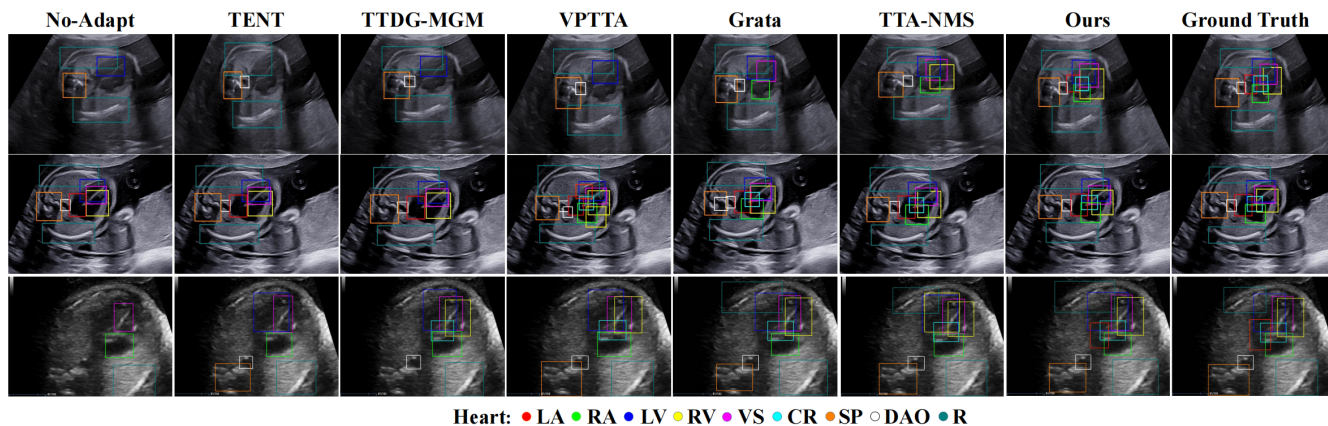 No-Adapt TENT TTDG-MGM VPTTA Grata TTA-NMS Ours Ground Truth
Heart: LA RA LV RV VS CR SP DAO R